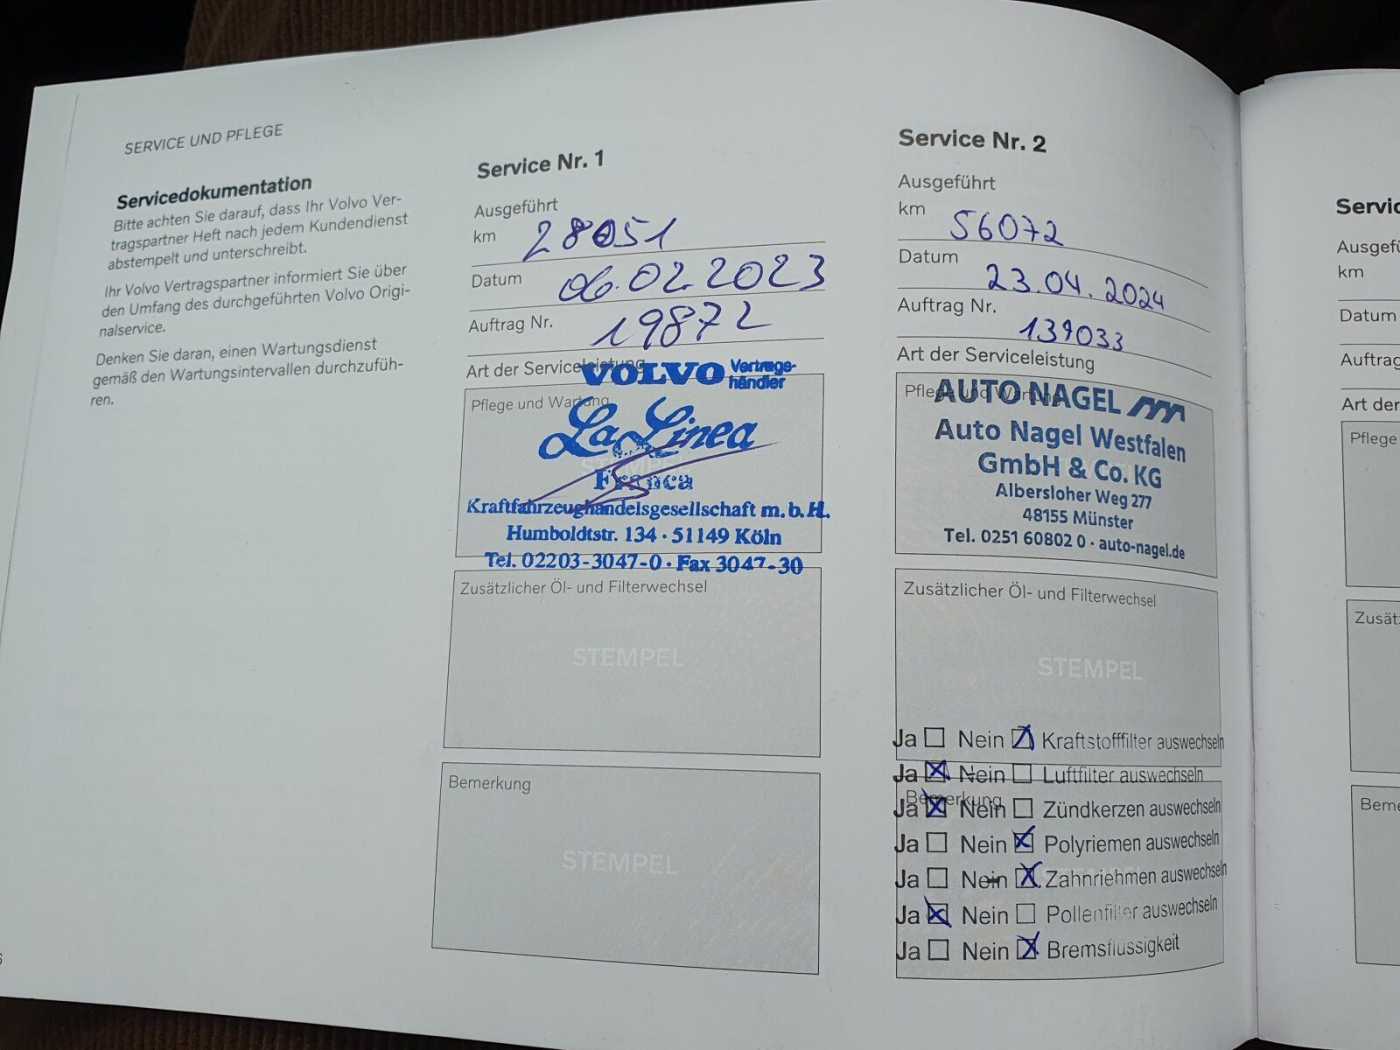 SERVICE UND PFLEGE
Servicedokumentation
Bitte achten Sie darauf, dass Ihr Volvo Ver-
tragspartner Heft nach jedem Kundendienst
abstempelt und unterschreibt.
Ihr Volvo Vertragspartner informiert Sie über
den Umfang des durchgeführten Volvo Origi-
nalservice.
Denken Sie daran, einen Wartungsdienst
gemäß den Wartungsintervallen durchzufüh-
ren.
Service Nr. 1
Ausgeführt
km 28051
Datum 06.02.2023
Auftrag Nr. 19872
Art der Serviceleistung
VOLVO Vertrags-
händler
Pflege und Wartung
La Linea
STEMPEL
Franca
Kraftfahrzeughandelsgesellschaft m.b.H.
Humboldtstr. 134 · 51149 Köln
Tel. 02203-3047-0 · Fax 3047-30
Zusätzlicher Öl- und Filterwechsel
STEMPEL
Bemerkung
STEMPEL
Service Nr. 2
Ausgeführt
km 56072
Datum 23.04.2024
Auftrag Nr. 139033
Art der Serviceleistung
Pflege und Wartung
AUTO NAGEL
Auto Nagel Westfalen
GmbH & Co. KG
Albersloher Weg 277
48155 Münster
Tel. 0251 60802 0 · auto-nagel.de
Zusätzlicher Öl- und Filterwechsel
STEMPEL
Ja Nein Kraftstofffilter auswechseln
Ja Nein Luftfilter auswechseln
Bemerkung
Ja Nein Zündkerzen auswechseln
Ja Nein Polyriemen auswechseln
Ja Nein Zahnriehmen auswechseln
Ja Nein Pollenfilter auswechseln
Ja Nein Bremsflüssigkeit
Servic
Ausgefü
km
Datum
Auftrag
Art der
Pflege
Zusät
Beme
6